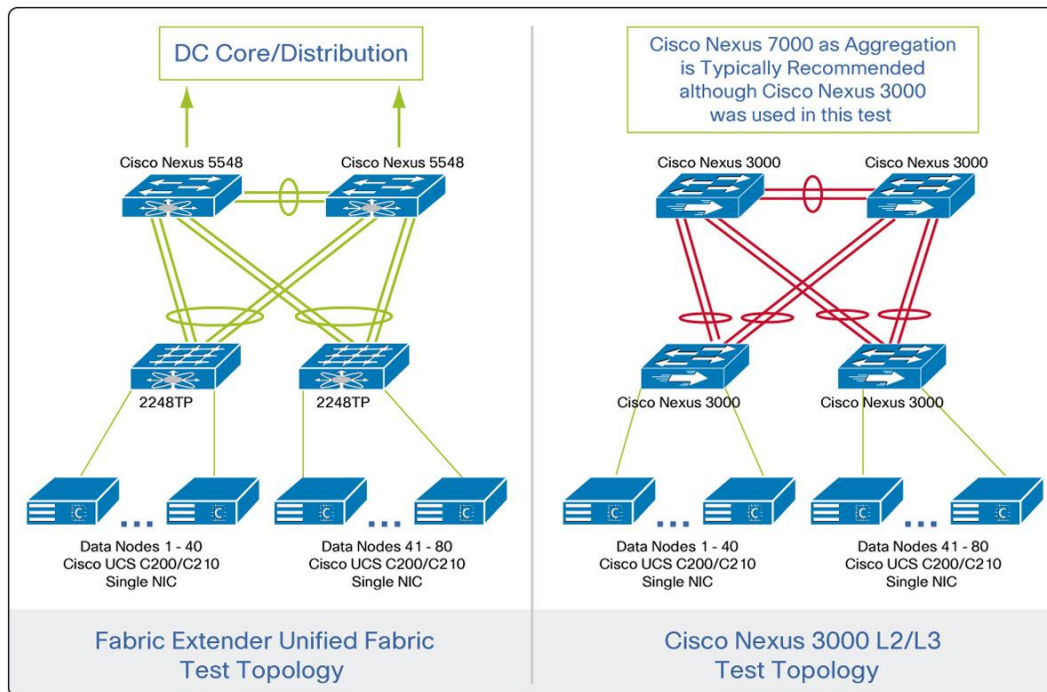 DC Core/Distribution
Cisco Nexus 5548
Cisco Nexus 5548
2248TP
2248TP
C
C
C
C
Data Nodes 1 - 40
Cisco UCS C200/C210
Single NIC
Data Nodes 41 - 80
Cisco UCS C200/C210
Single NIC
Fabric Extender Unified Fabric
Test Topology
Cisco Nexus 7000 as Aggregation
is Typically Recommended
although Cisco Nexus 3000
was used in this test
Cisco Nexus 3000
Cisco Nexus 3000
Cisco Nexus 3000
Cisco Nexus 3000
C
C
C
C
Data Nodes 1 - 40
Cisco UCS C200/C210
Single NIC
Data Nodes 41 - 80
Cisco UCS C200/C210
Single NIC
Cisco Nexus 3000 L2/L3
Test Topology